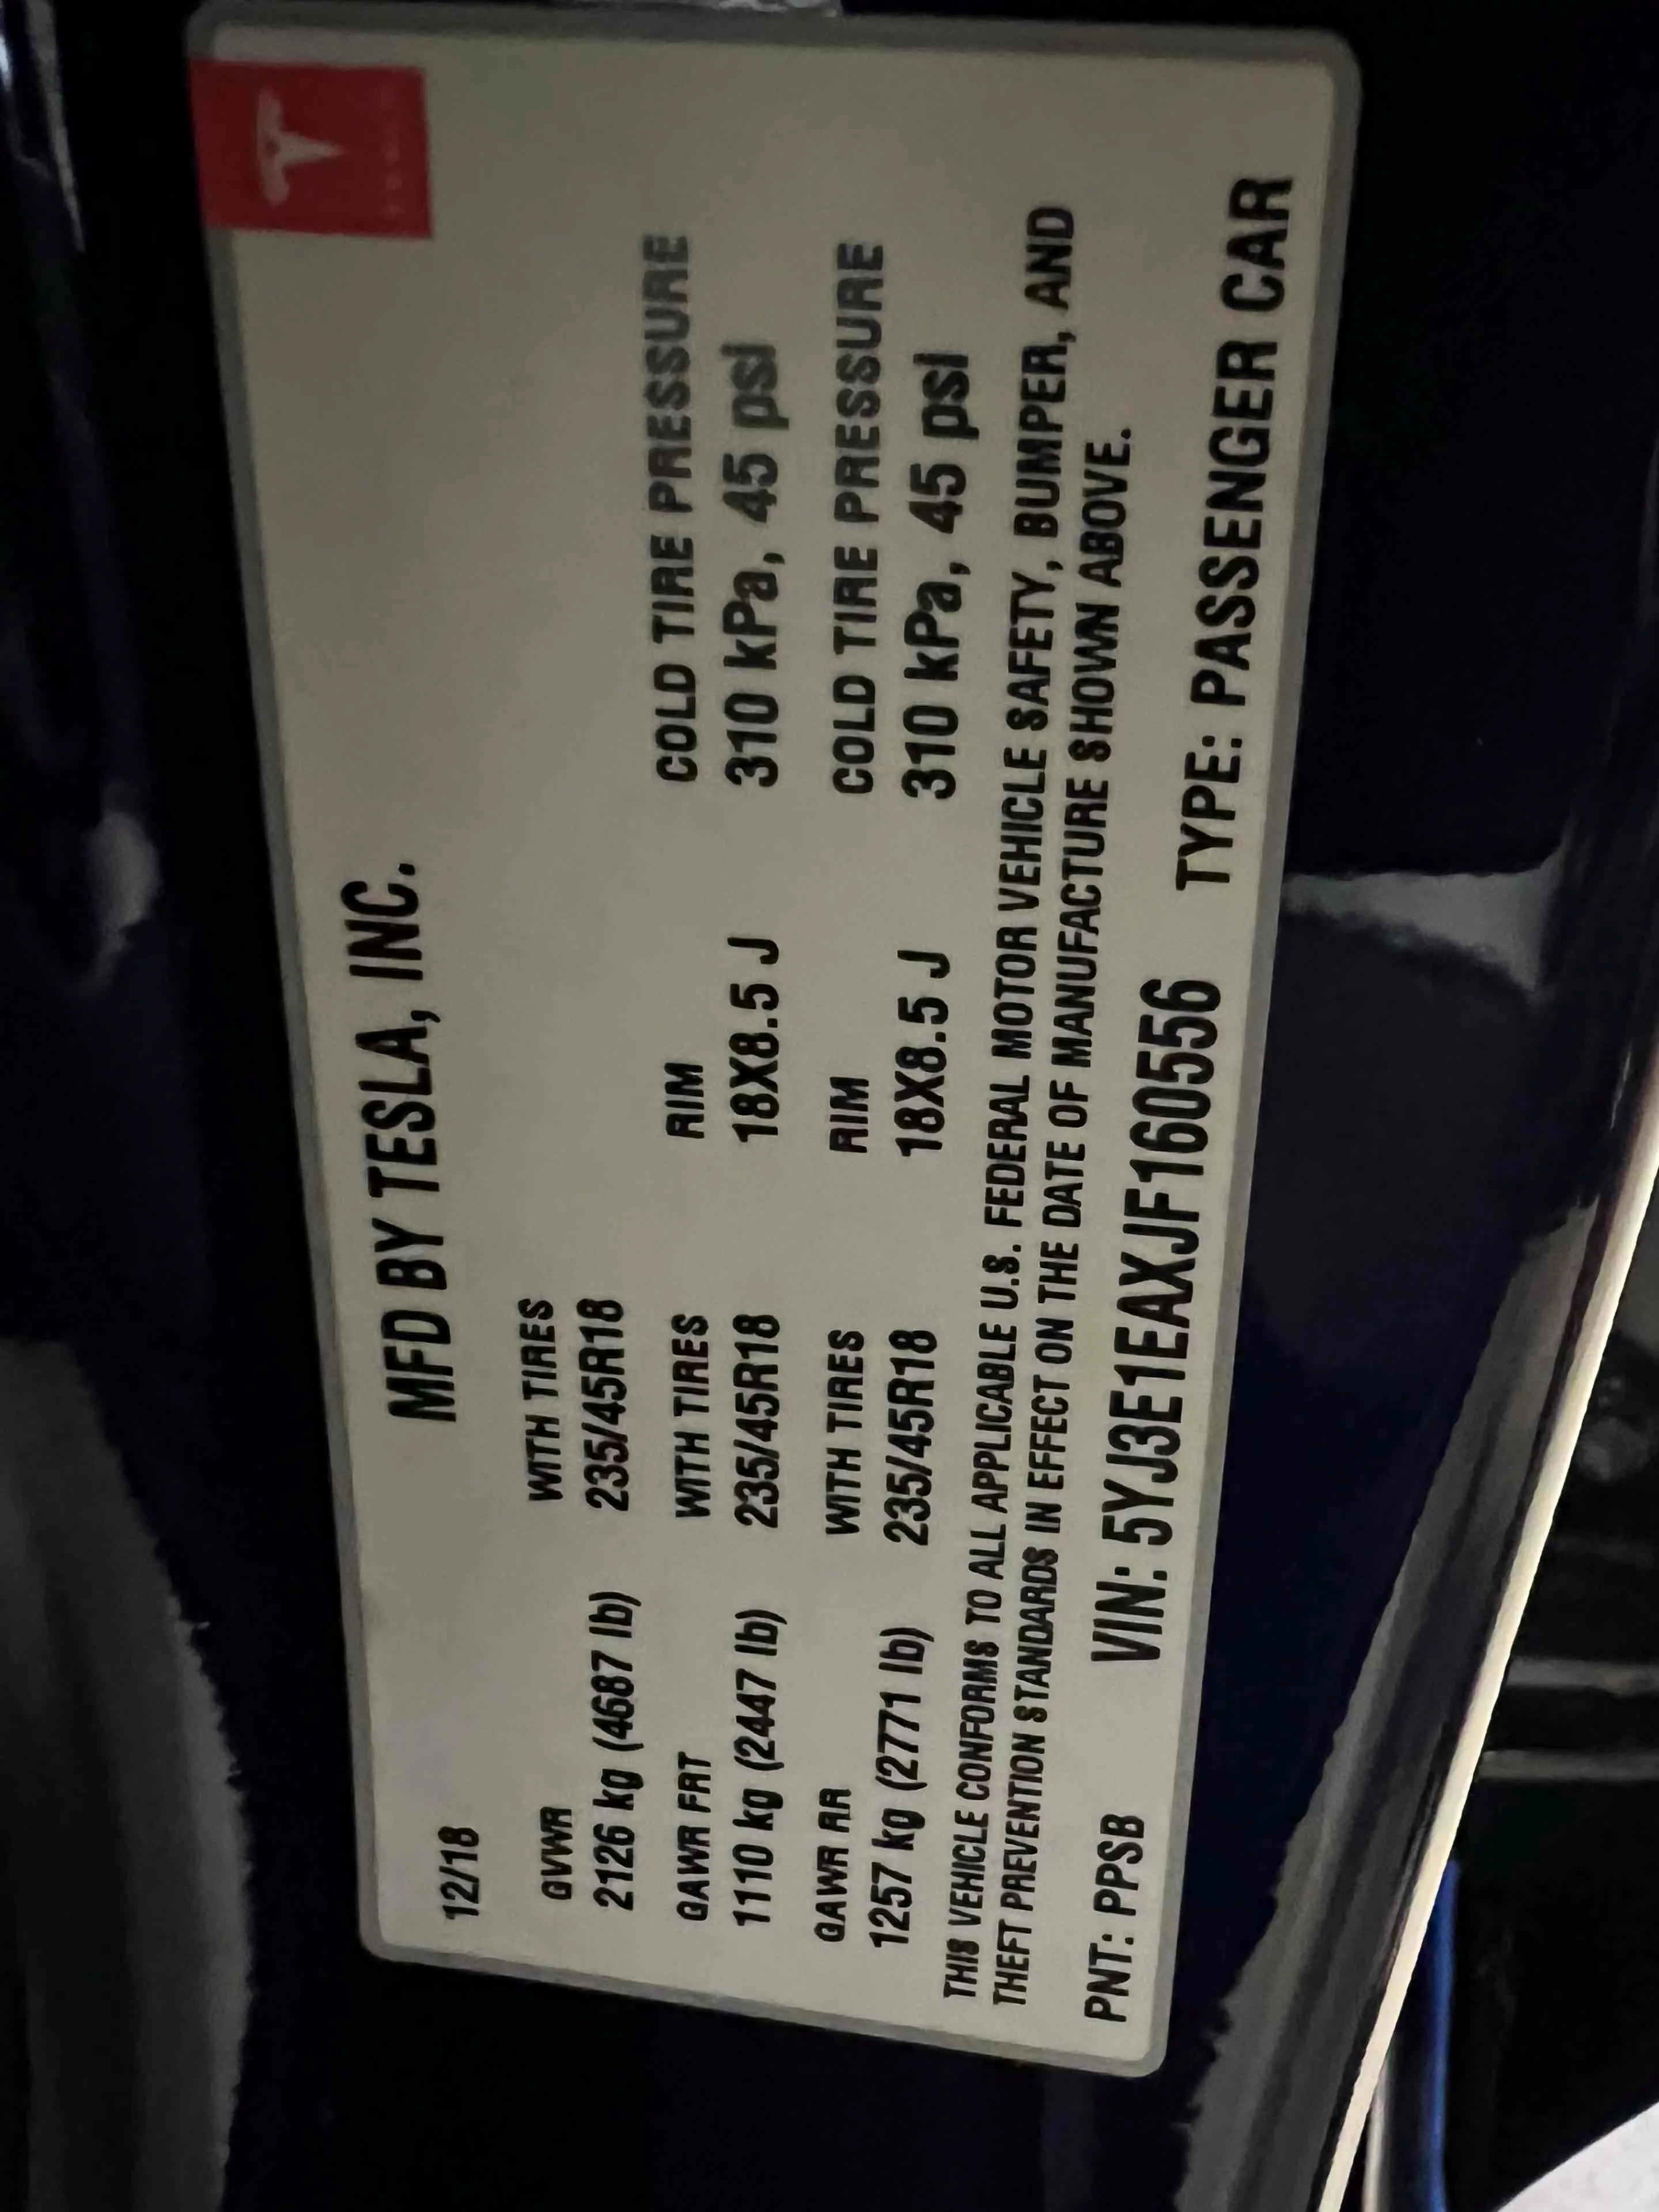 12/18
MFD BY TESLA, INC.
GVWR WITH TIRES
2126 kg (4687 lb) 235/45R18
GAWR FRT WITH TIRES RIM COLD TIRE PRESSURE
1110 kg (2447 lb) 235/45R18 18X8.5 J 310 kPa, 45 psi
GAWR RR WITH TIRES RIM COLD TIRE PRESSURE
1257 kg (2771 lb) 235/45R18 18X8.5 J 310 kPa, 45 psi
THIS VEHICLE CONFORMS TO ALL APPLICABLE U.S. FEDERAL MOTOR VEHICLE SAFETY, BUMPER, AND
THEFT PREVENTION STANDARDS IN EFFECT ON THE DATE OF MANUFACTURE SHOWN ABOVE.
PNT: PPSB VIN: 5YJ3E1EAXJF160556 TYPE: PASSENGER CAR